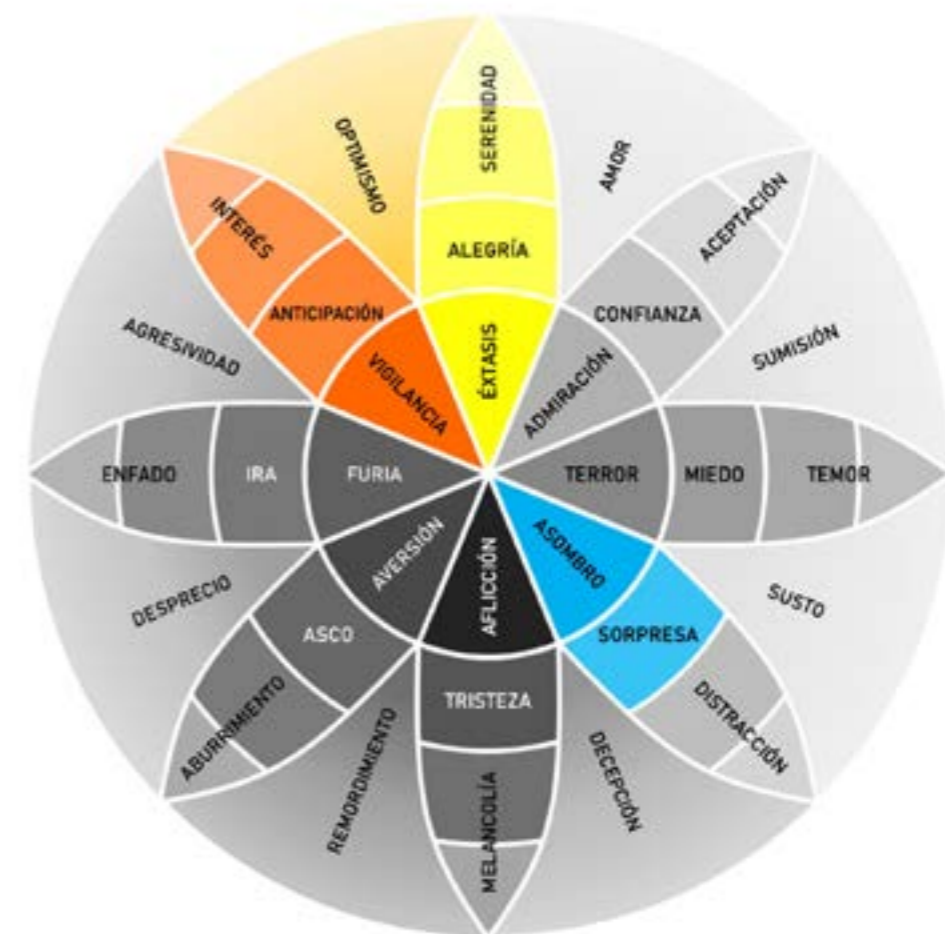 SERENIDAD
ALEGRÍA
ÉXTASIS
AMOR
ACEPTACIÓN
CONFIANZA
ADMIRACIÓN
SUMISIÓN
TEMOR
MIEDO
TERROR
SUSTO
DISTRACCIÓN
SORPRESA
ASOMBRO
DECEPCIÓN
MELANCOLÍA
TRISTEZA
AFLICCIÓN
REMORDIMIENTO
ABURRIMIENTO
ASCO
AVERSIÓN
DESPRECIO
ENFADO
IRA
FURIA
AGRESIVIDAD
INTERÉS
ANTICIPACIÓN
VIGILANCIA
OPTIMISMO